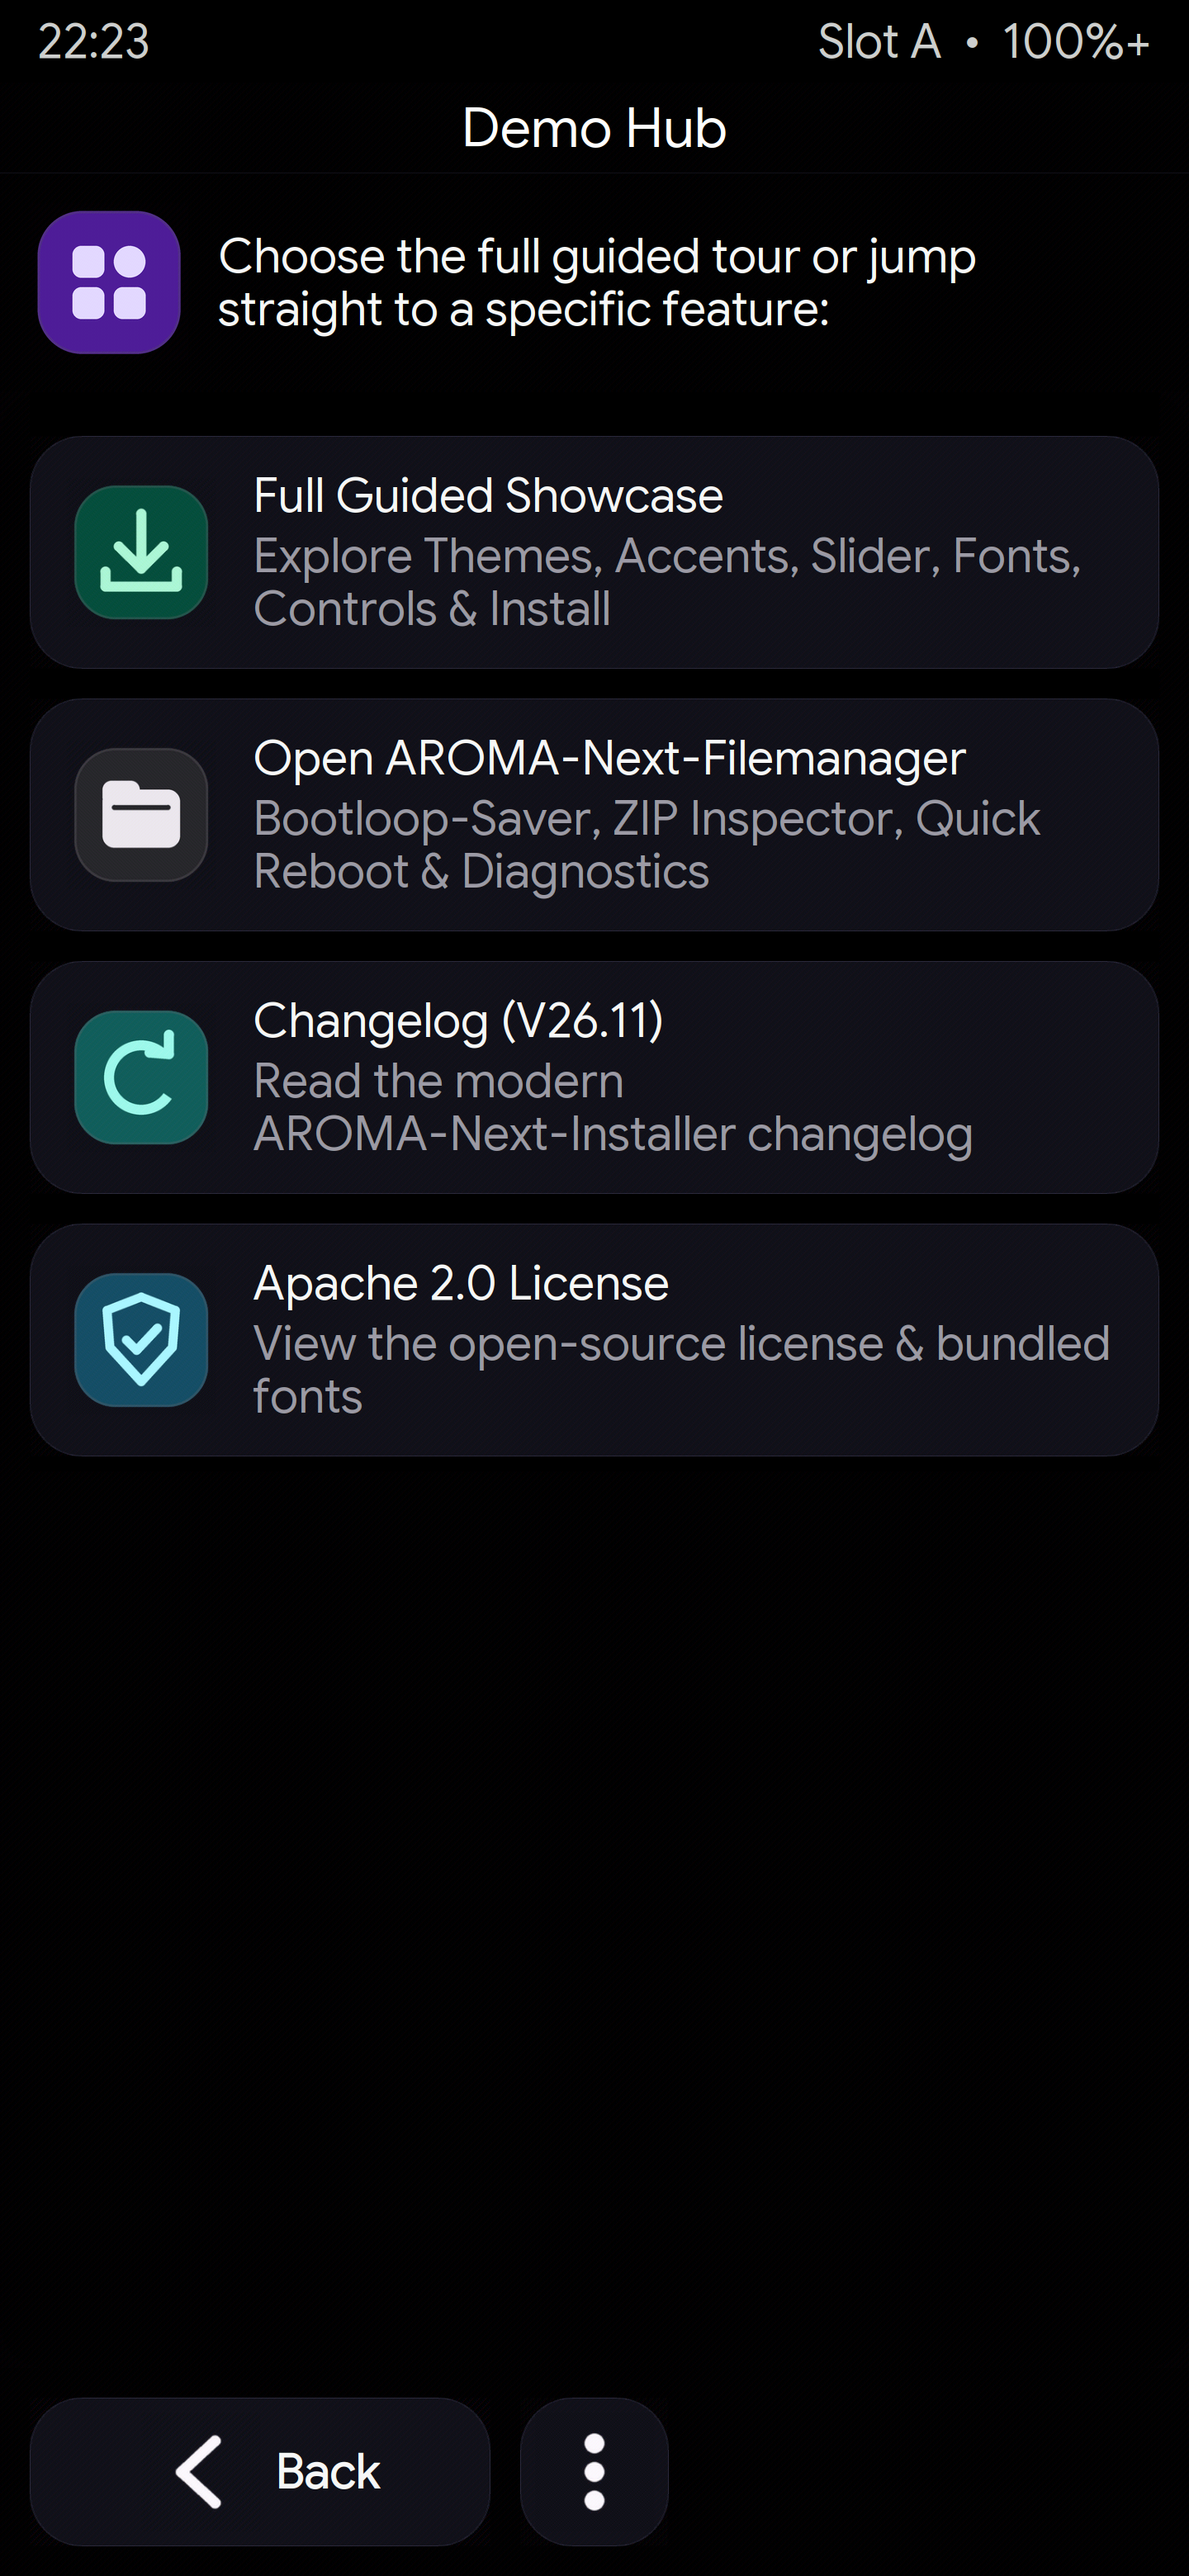 22:23
Slot A • 100%+
Demo Hub
Choose the full guided tour or jump
straight to a specific feature:
Full Guided Showcase
Explore Themes, Accents, Slider, Fonts,
Controls & Install
Open AROMA-Next-Filemanager
Bootloop-Saver, ZIP Inspector, Quick
Reboot & Diagnostics
Changelog (V26.11)
Read the modern
AROMA-Next-Installer changelog
Apache 2.0 License
View the open-source license & bundled
fonts
Back